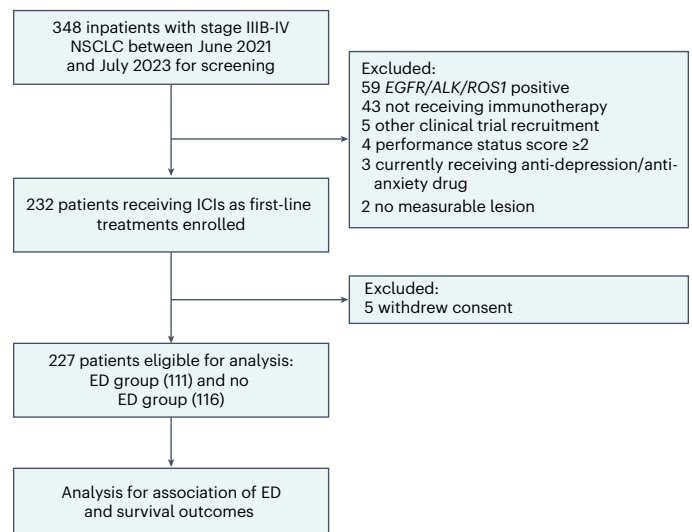 348 inpatients with stage IIIB-IV
NSCLC between June 2021
and July 2023 for screening
Excluded:
59 EGFR/ALK/ROS1 positive
43 not receiving immunotherapy
5 other clinical trial recruitment
4 performance status score ≥2
3 currently receiving anti-depression/anti-
anxiety drug
2 no measurable lesion
232 patients receiving ICIs as first-line
treatments enrolled
Excluded:
5 withdrew consent
227 patients eligible for analysis:
ED group (111) and no
ED group (116)
Analysis for association of ED
and survival outcomes